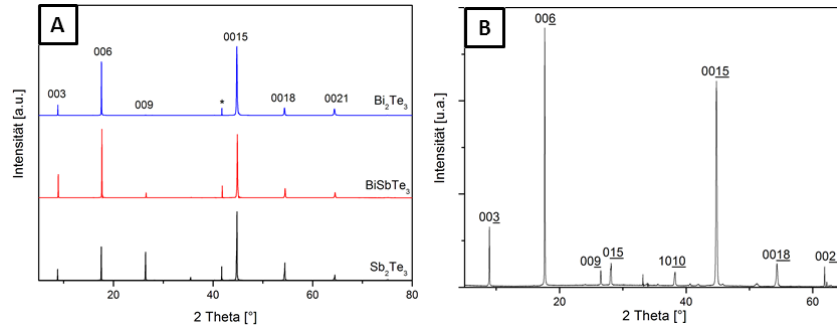 A
Intensität [a.u.]
003
006
009
*
0015
0018
0021
Bi₂Te₃
BiSbTe₃
Sb₂Te₃
20
40
60
80
2 Theta [°]
B
Intensität [u.a.]
003
006
009
015
1010
0015
0018
002
20
40
60
2 Theta [°]